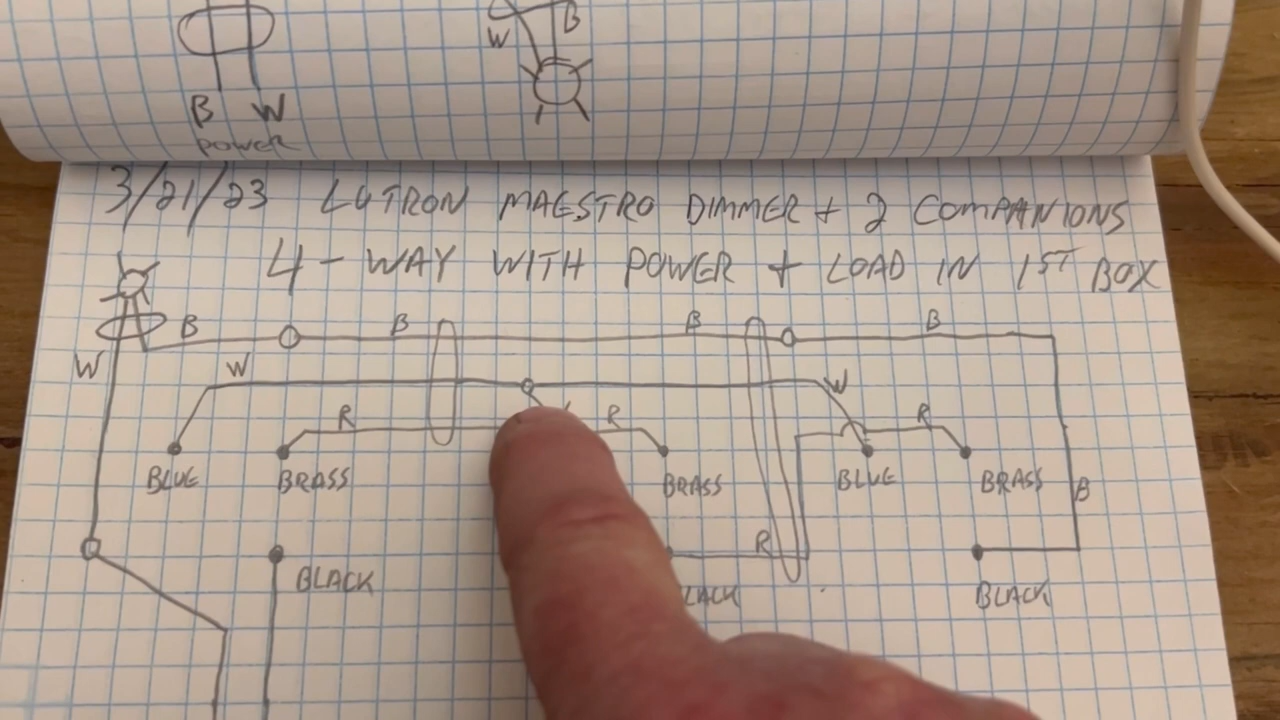 W B
B W
power
3/21/23 LUTRON MAESTRO DIMMER + 2 COMPANIONS
4-WAY WITH POWER + LOAD IN 1ST BOX
B B B B
W W W
R R R
BLUE BRASS BRASS BLUE BRASS
B
R
BLACK LACK BLACK